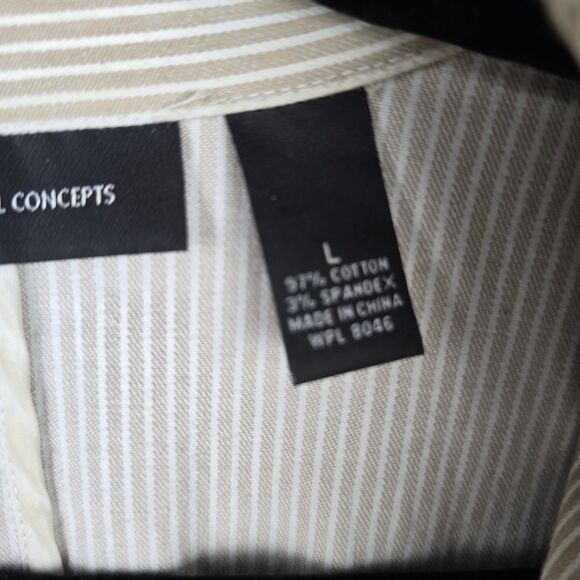 L CONCEPTS
L
97% COTTON
3% SPANDEX
MADE IN CHINA
WPL 8046